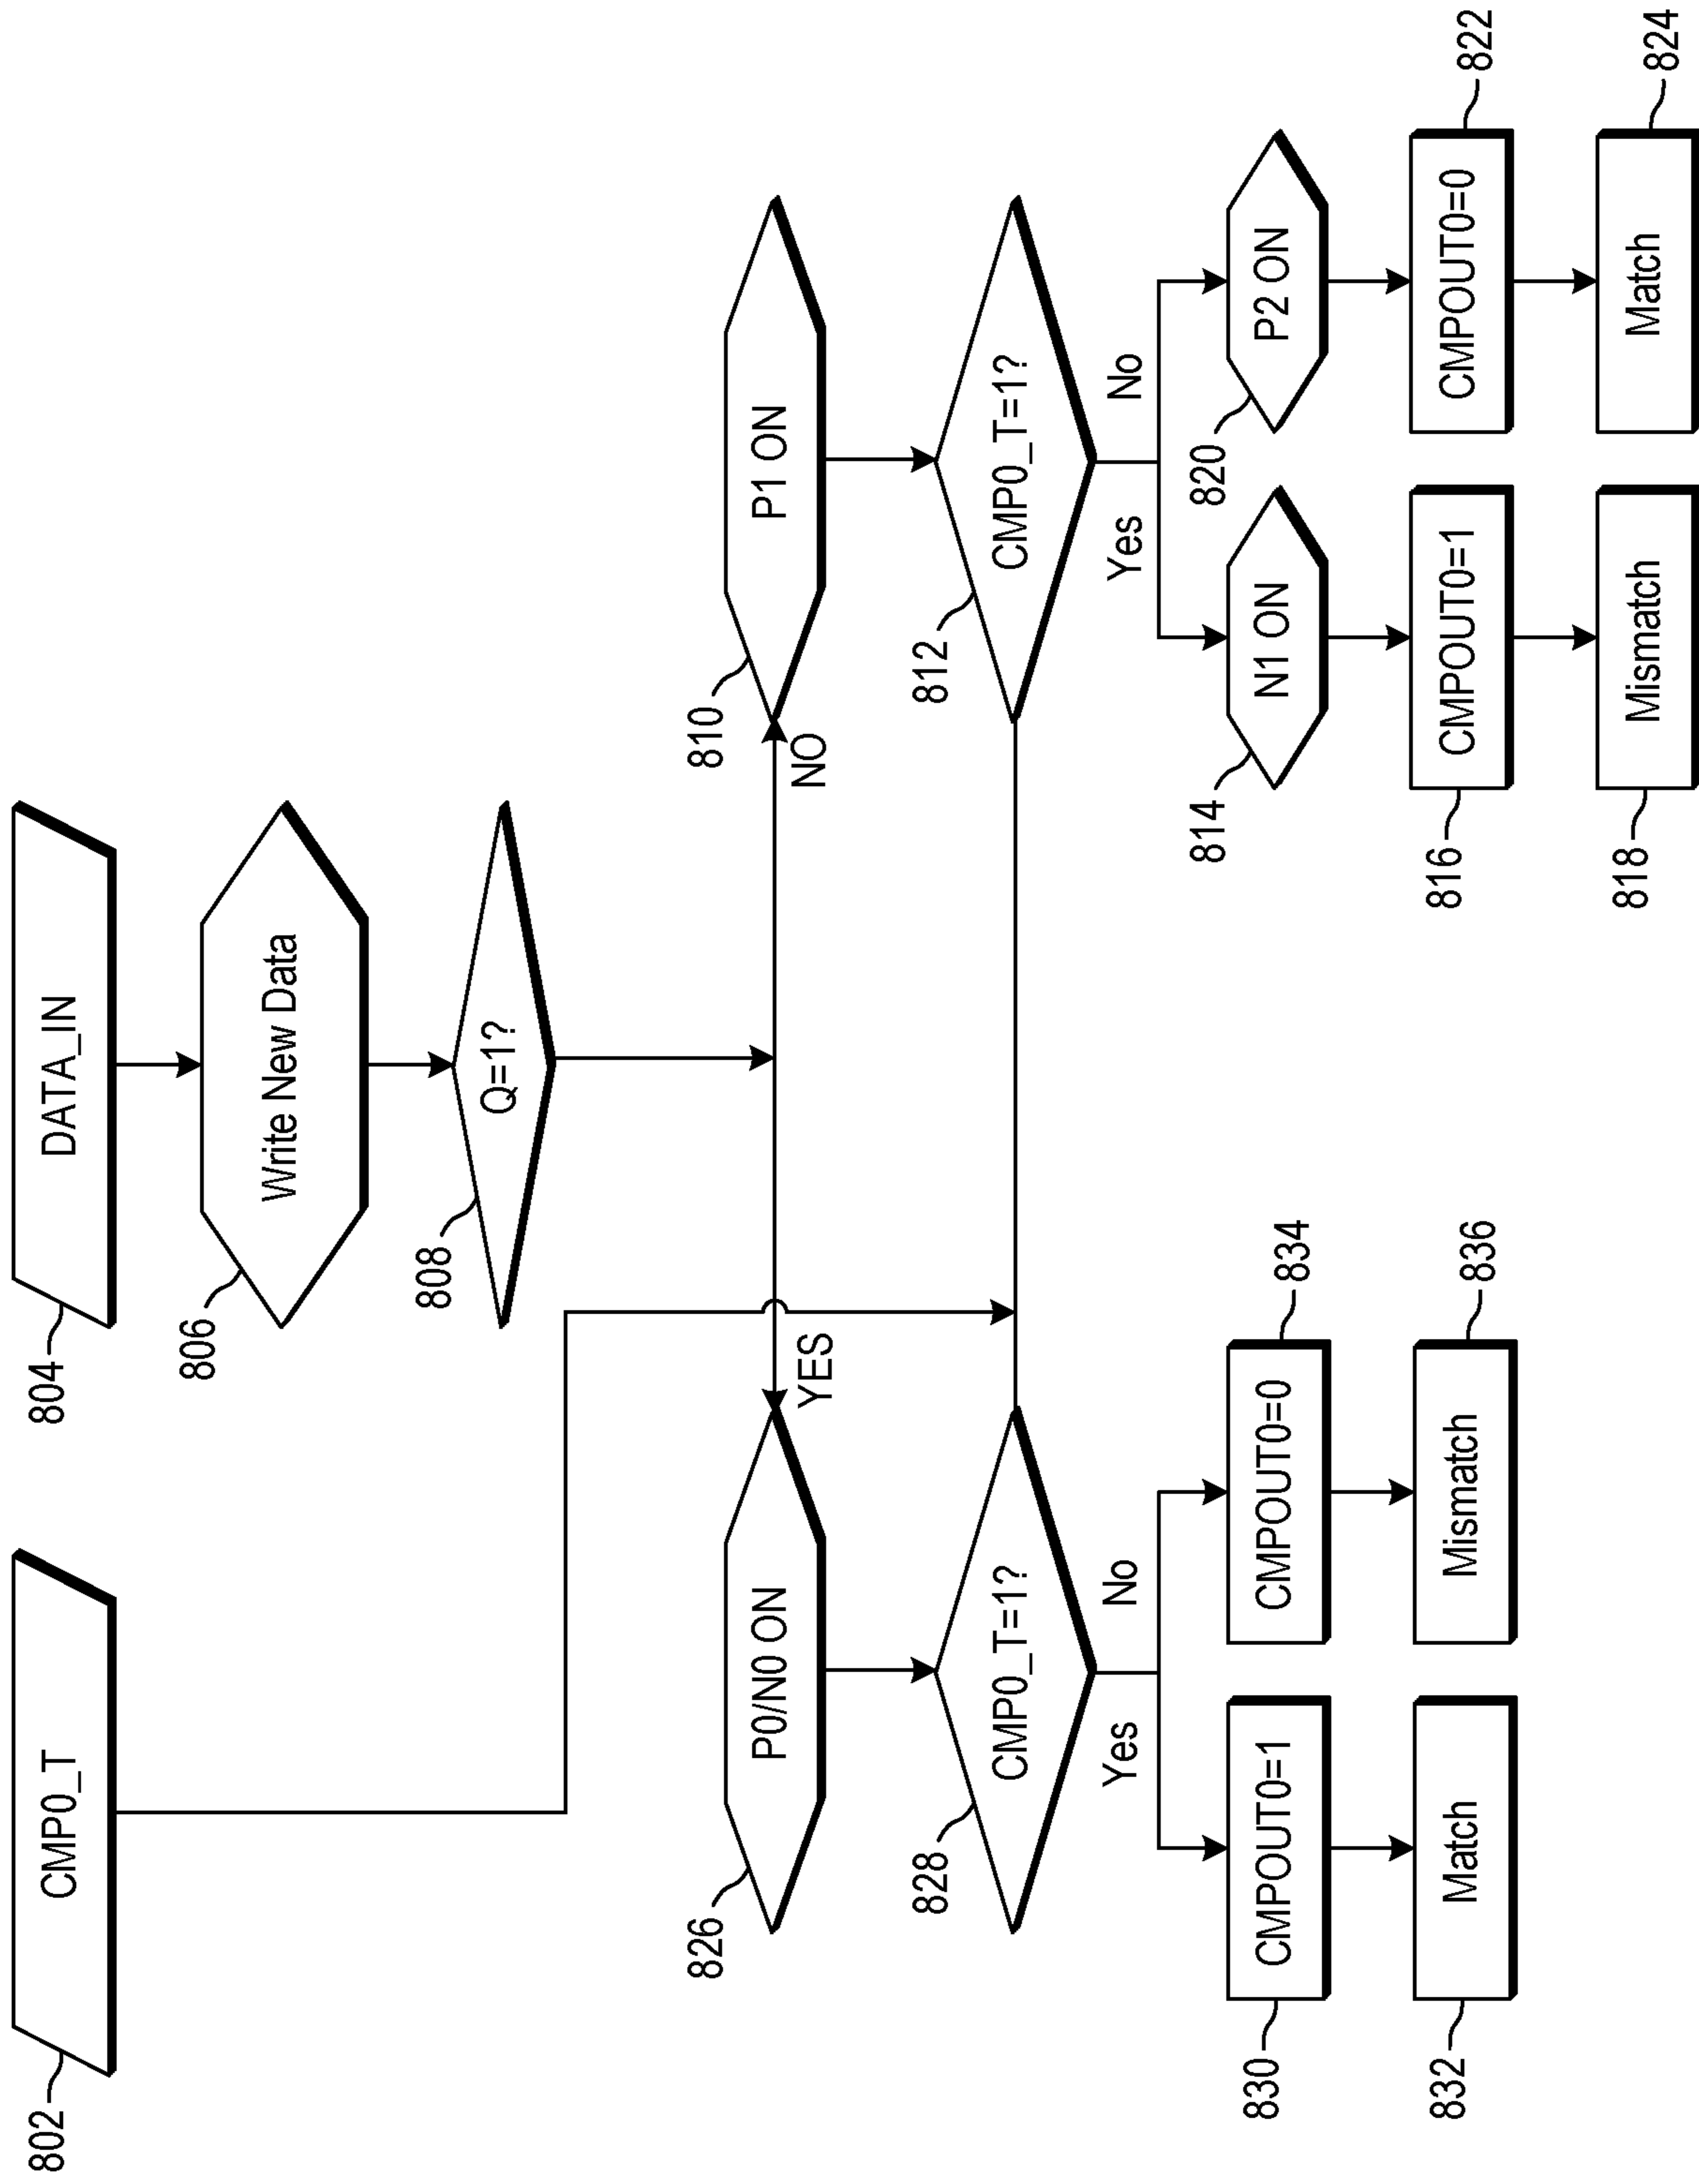 802
CMP0_T
804
DATA_IN
806
Write New Data
808
Q=1?
YES
NO
826
P0/N0 ON
810
P1 ON
828
CMP0_T=1?
812
CMP0_T=1?
Yes
No
Yes
No
814
N1 ON
820
P2 ON
830
CMPOUT0=1
CMPOUT0=0
834
816
CMPOUT0=1
CMPOUT0=0
822
832
Match
Mismatch
836
818
Mismatch
Match
824